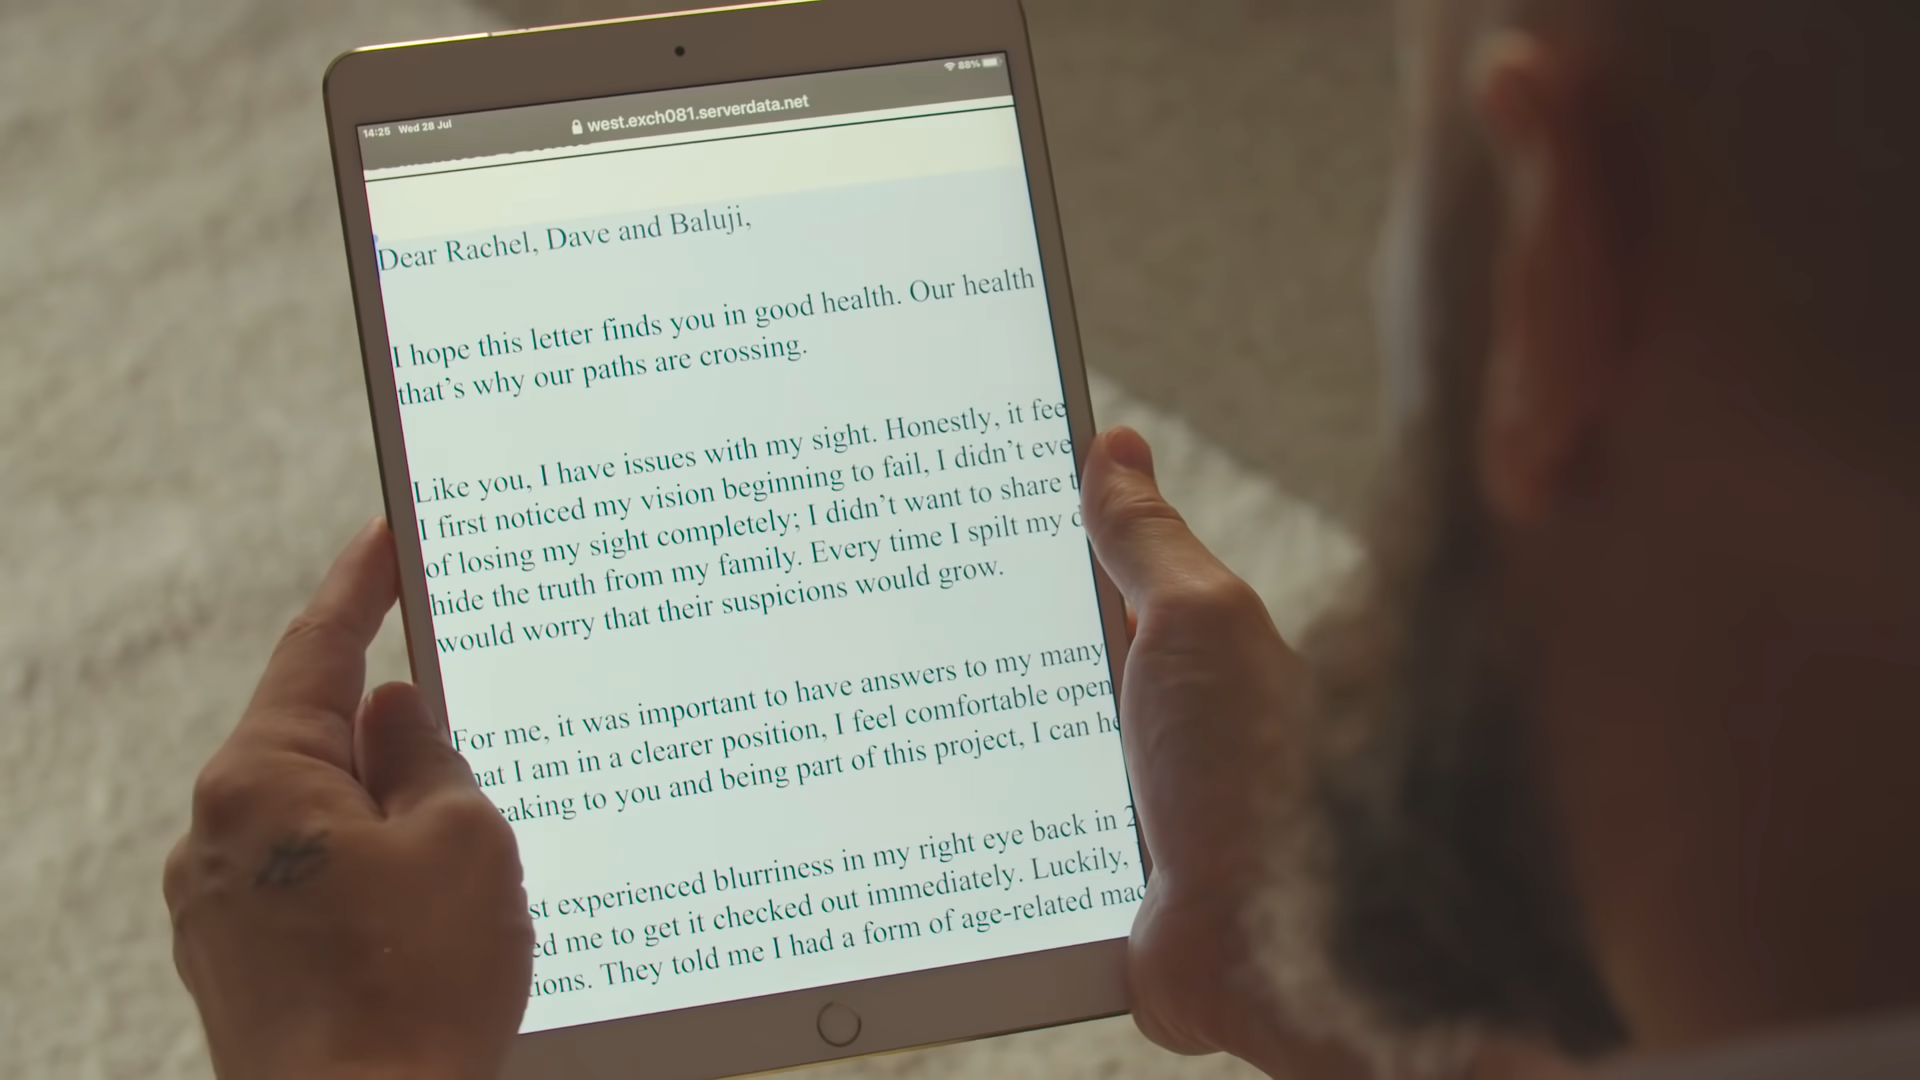 14:25 Wed 28 Jul
88%
west.exch081.serverdata.net
Dear Rachel, Dave and Baluji,
I hope this letter finds you in good health. Our health
that’s why our paths are crossing.
Like you, I have issues with my sight. Honestly, it fee
I first noticed my vision beginning to fail, I didn’t eve
of losing my sight completely; I didn’t want to share t
hide the truth from my family. Every time I spilt my
would worry that their suspicions would grow.
For me, it was important to have answers to my many
hat I am in a clearer position, I feel comfortable open
eaking to you and being part of this project, I can he
st experienced blurriness in my right eye back in 2
ed me to get it checked out immediately. Luckily,
ions. They told me I had a form of age-related mac